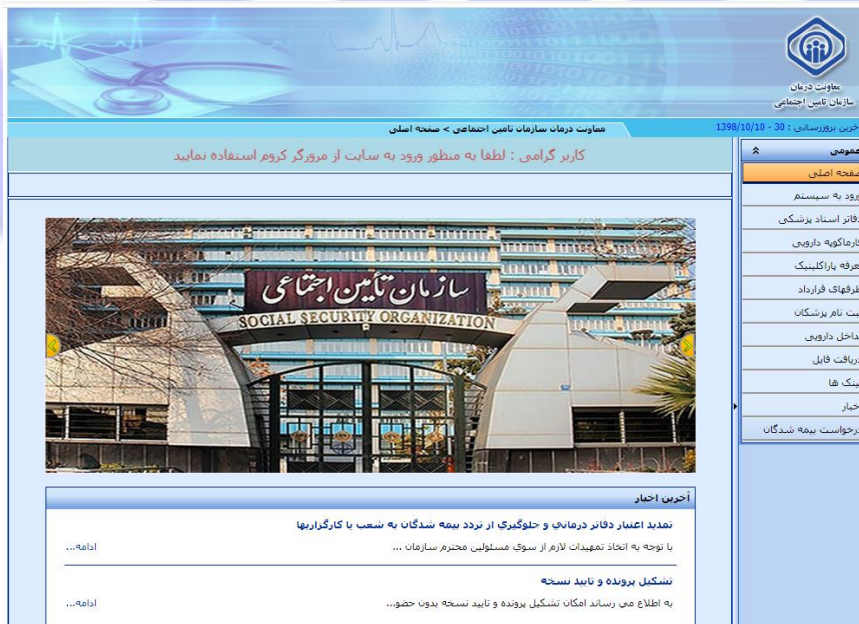 معاونت درمان
سازمان تامین اجتماعی
آخرین بروزرسانی : 30 - 1398/10/10
معاونت درمان سازمان تامین اجتماعی > صفحه اصلی
کاربر گرامی : لطفا به منظور ورود به سایت از مرورگر کروم استفاده نمایید
عمومی
صفحه اصلی
ورود به سیستم
دفاتر اسناد پزشکی
فارماکوپه دارویی
تعرفه پاراکلینیک
طرفهای قرارداد
ثبت نام پزشکان
تداخل دارویی
دریافت فایل
لینک ها
اخبار
درخواست بیمه شدگان
سازمان تأمین اجتماعی
SOCIAL SECURITY ORGANIZATION
آخرین اخبار
تمدید اعتبار دفاتر درمانی و جلوگیری از تردد بیمه شدگان به شعب یا کارگزاریها
با توجه به اتخاذ تمهیدات لازم از سوی مسئولین محترم سازمان ...
ادامه...
تشکیل پرونده و تایید نسخه
به اطلاع می رساند امکان تشکیل پرونده و تایید نسخه بدون حضو...
ادامه...